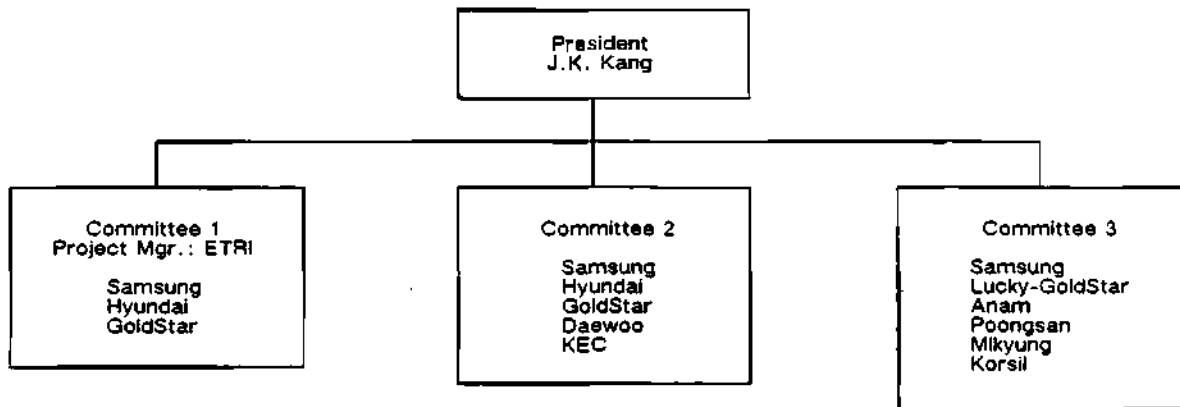 President
J.K. Kang
Committee 1
Project Mgr.: ETRI
Samsung
Hyundai
GoldStar
Committee 2
Samsung
Hyundai
GoldStar
Daewoo
KEC
Committee 3
Samsung
Lucky-GoldStar
Anam
Poongsan
Mikyung
Korsil